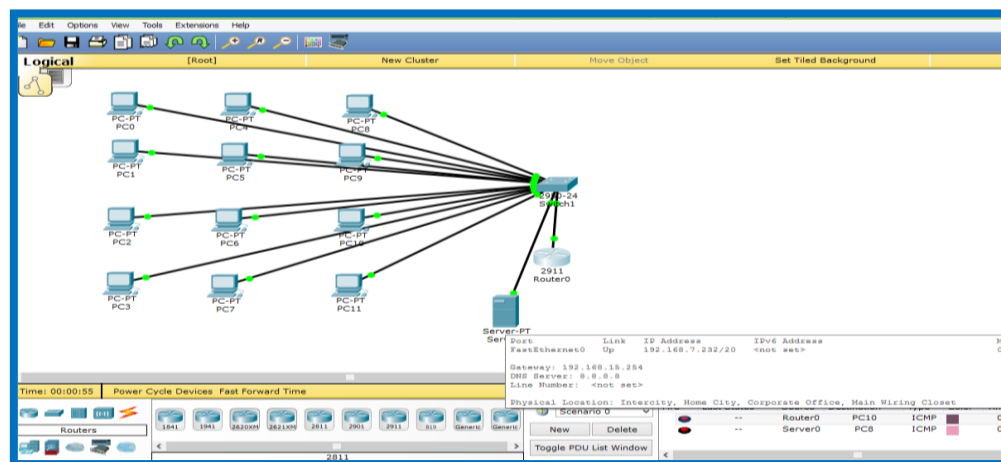 Edit Options View Tools Extensions Help
Logical [Root] New Cluster Move Object Set Tiled Background
PC-PT
PC0
PC-PT
PC4
PC-PT
PC8
PC-PT
PC1
PC-PT
PC5
PC-PT
PC9
PC-PT
PC2
PC-PT
PC6
PC-PT
PC10
PC-PT
PC3
PC-PT
PC7
PC-PT
PC11
Switch1
2911
Router0
Server-PT
Port Link IP Address IPv6 Address
FastEthernet0 Up 192.168.7.232/20 <not set>
Gateway: 192.168.15.254
DNS Server: 8.8.8.8
Line Number: <not set>
Physical Location: Intercity, Home City, Corporate Office, Main Wiring Closet
Time: 00:00:55 Power Cycle Devices Fast Forward Time
Routers
1841 1941 2620XM 2621XM 2811 2901 2911 819 Generic Generic
2811
Scenario 0
New Delete
Toggle PDU List Window
-- Router0 PC10 ICMP
-- Server0 PC8 ICMP